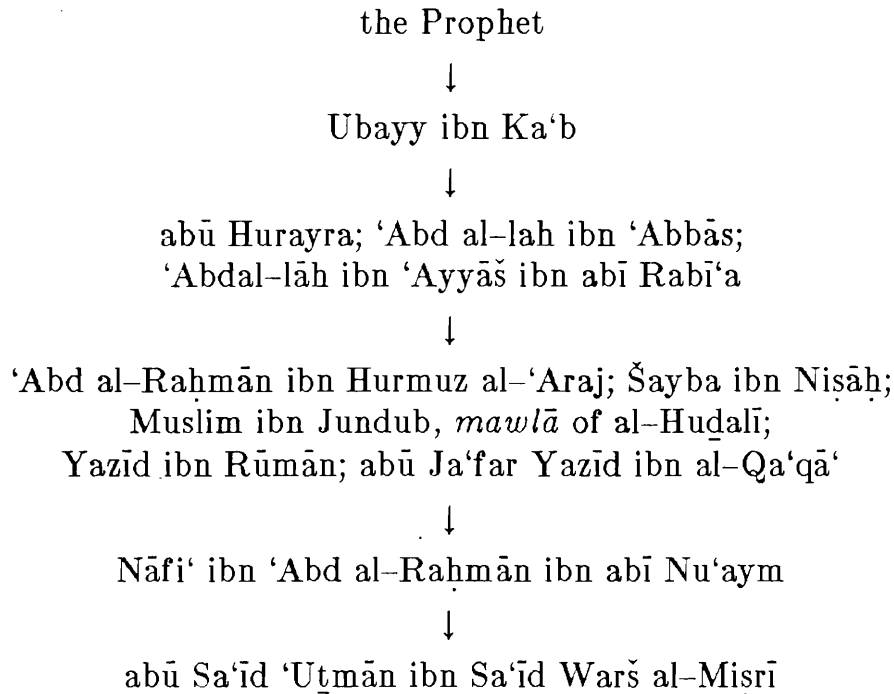 the Prophet
↓
Ubayy ibn Ka‘b
↓
abū Hurayra; ‘Abd al–lah ibn ‘Abbās;
‘Abdal–lāh ibn ‘Ayyāš ibn abī Rabī‘a
↓
‘Abd al–Raḥmān ibn Hurmuz al–‘Araj; Šayba ibn Niṣāḥ;
Muslim ibn Jundub, mawlā of al–Huḏalī;
Yazīd ibn Rūmān; abū Ja‘far Yazīd ibn al–Qa‘qā‘
↓
Nāfi‘ ibn ‘Abd al–Raḥmān ibn abī Nu‘aym
↓
abū Sa‘īd ‘Uṯmān ibn Sa‘īd Warš al–Miṣrī